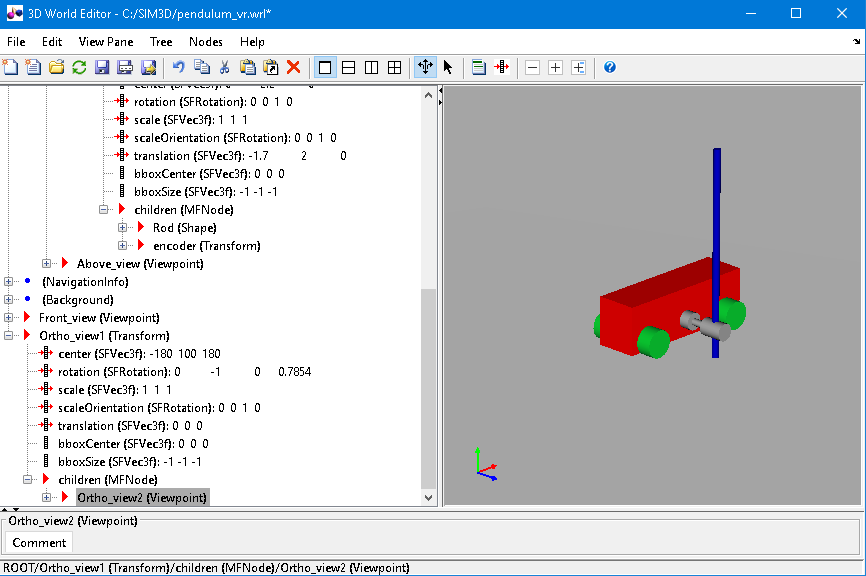 3D World Editor - C:/SIM3D/pendulum_vr.wrl*
File Edit View Pane Tree Nodes Help
rotation (SFRotation): 0 0 1 0
scale (SFVec3f): 1 1 1
scaleOrientation (SFRotation): 0 0 1 0
translation (SFVec3f): -1.7 2 0
bboxCenter (SFVec3f): 0 0 0
bboxSize (SFVec3f): -1 -1 -1
children (MFNode)
Rod (Shape)
encoder (Transform)
Above_view (Viewpoint)
(NavigationInfo)
(Background)
Front_view (Viewpoint)
Ortho_view1 (Transform)
center (SFVec3f): -180 100 180
rotation (SFRotation): 0 -1 0 0.7854
scale (SFVec3f): 1 1 1
scaleOrientation (SFRotation): 0 0 1 0
translation (SFVec3f): 0 0 0
bboxCenter (SFVec3f): 0 0 0
bboxSize (SFVec3f): -1 -1 -1
children (MFNode)
Ortho_view2 (Viewpoint)
Ortho_view2 (Viewpoint)
Comment
ROOT/Ortho_view1 (Transform)/children (MFNode)/Ortho_view2 (Viewpoint)